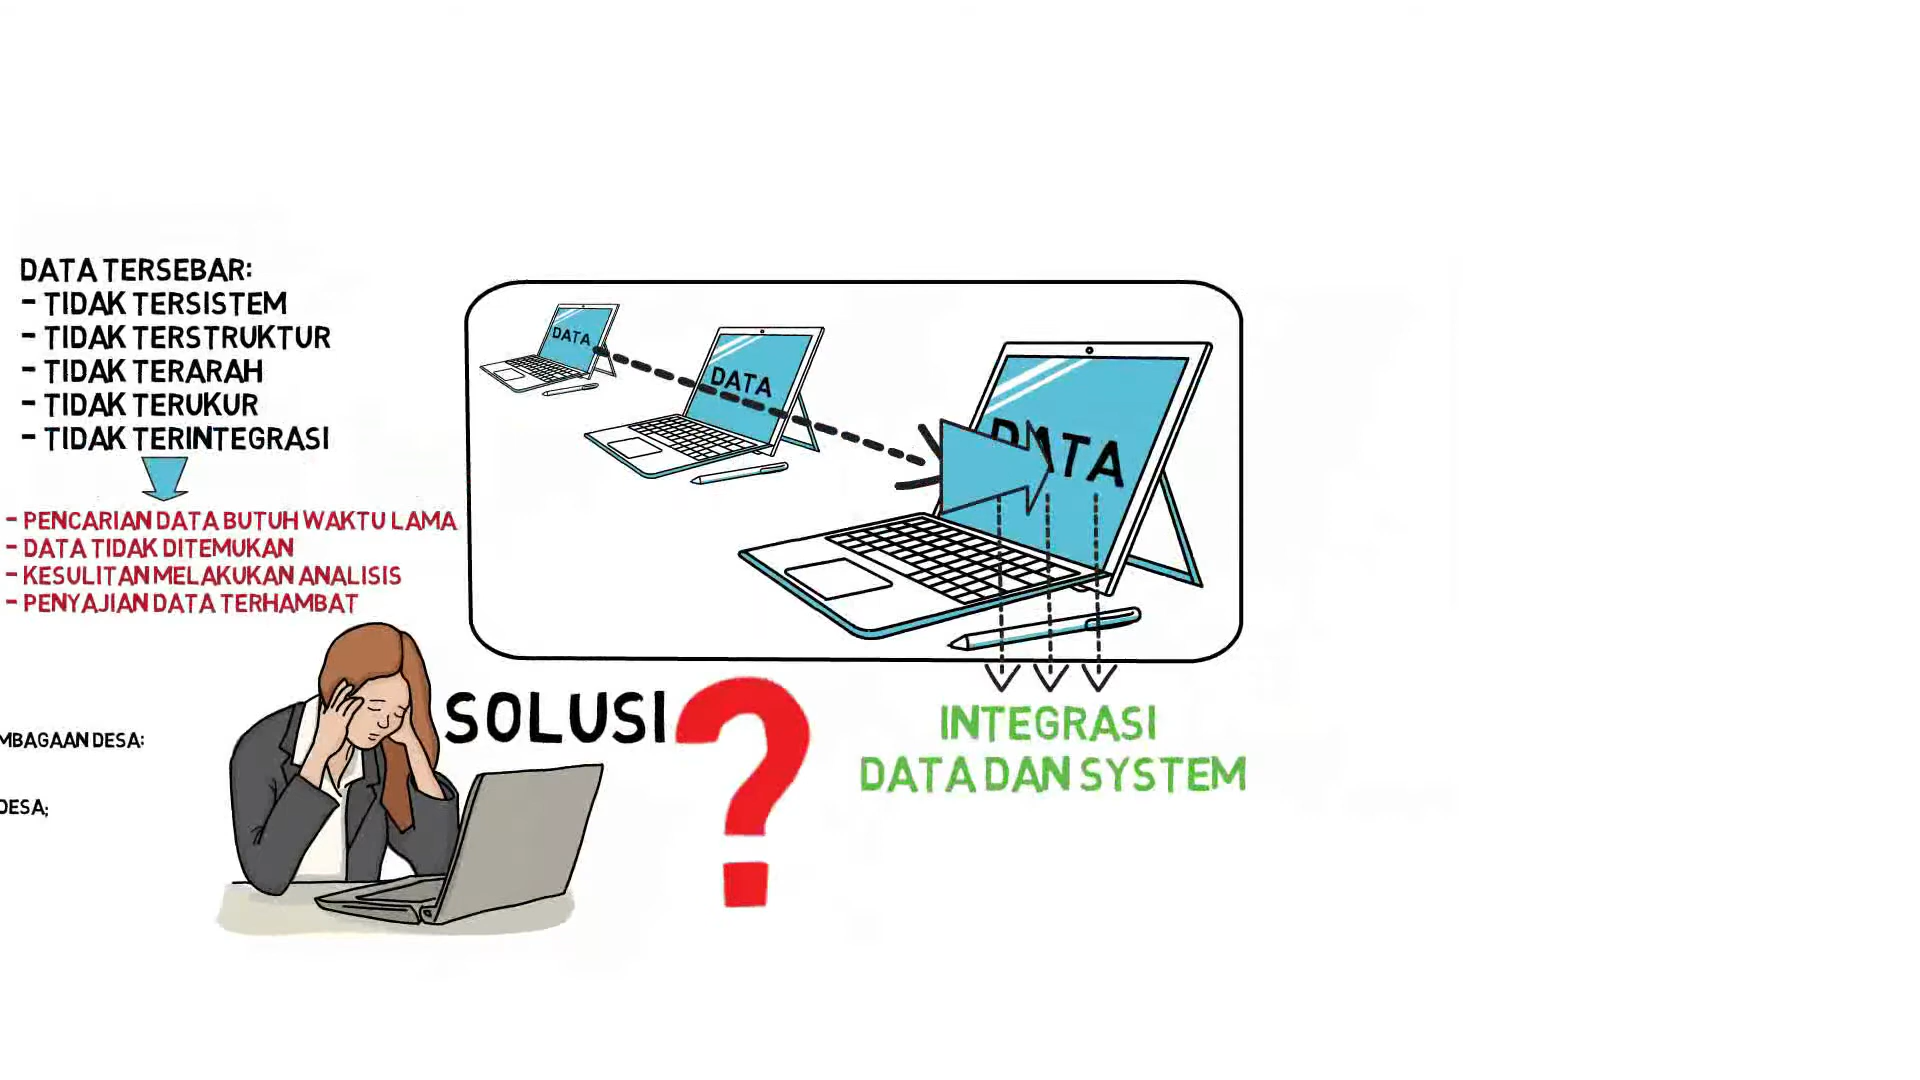 DATA TERSEBAR:
- TIDAK TERSISTEM
- TIDAK TERSTRUKTUR
- TIDAK TERARAH
- TIDAK TERUKUR
- TIDAK TERINTEGRASI
- PENCARIAN DATA BUTUH WAKTU LAMA
- DATA TIDAK DITEMUKAN
- KESULITAN MELAKUKAN ANALISIS
- PENYAJIAN DATA TERHAMBAT
DATA
DATA
DATA
SOLUSI?
INTEGRASI
DATA DAN SYSTEM
MBAGAAN DESA:
DESA;